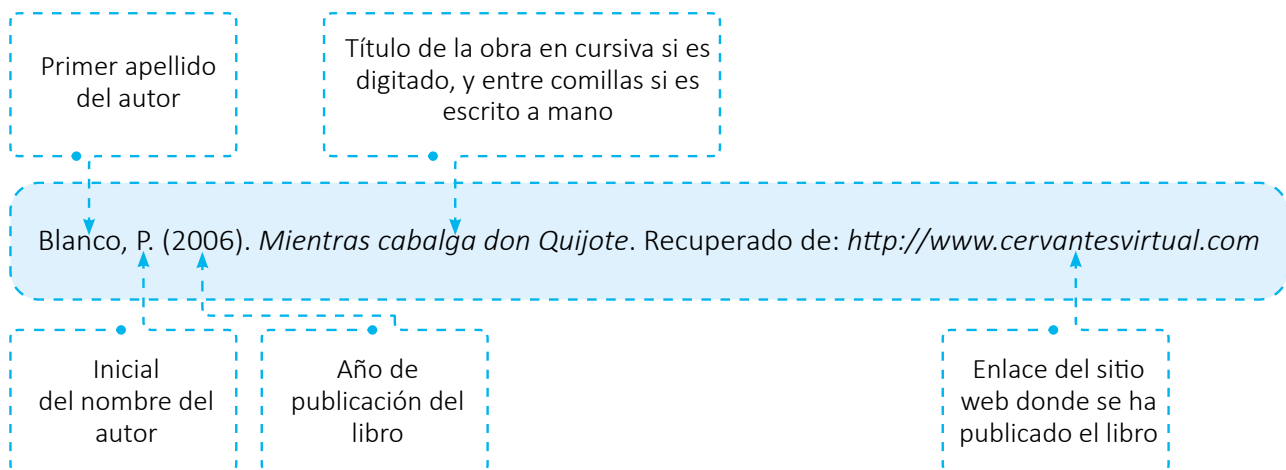 Primer apellido
del autor
Título de la obra en cursiva si es
digitado, y entre comillas si es
escrito a mano
Blanco, P. (2006). Mientras cabalga don Quijote. Recuperado de: http://www.cervantesvirtual.com
Inicial
del nombre del
autor
Año de
publicación del
libro
Enlace del sitio
web donde se ha
publicado el libro